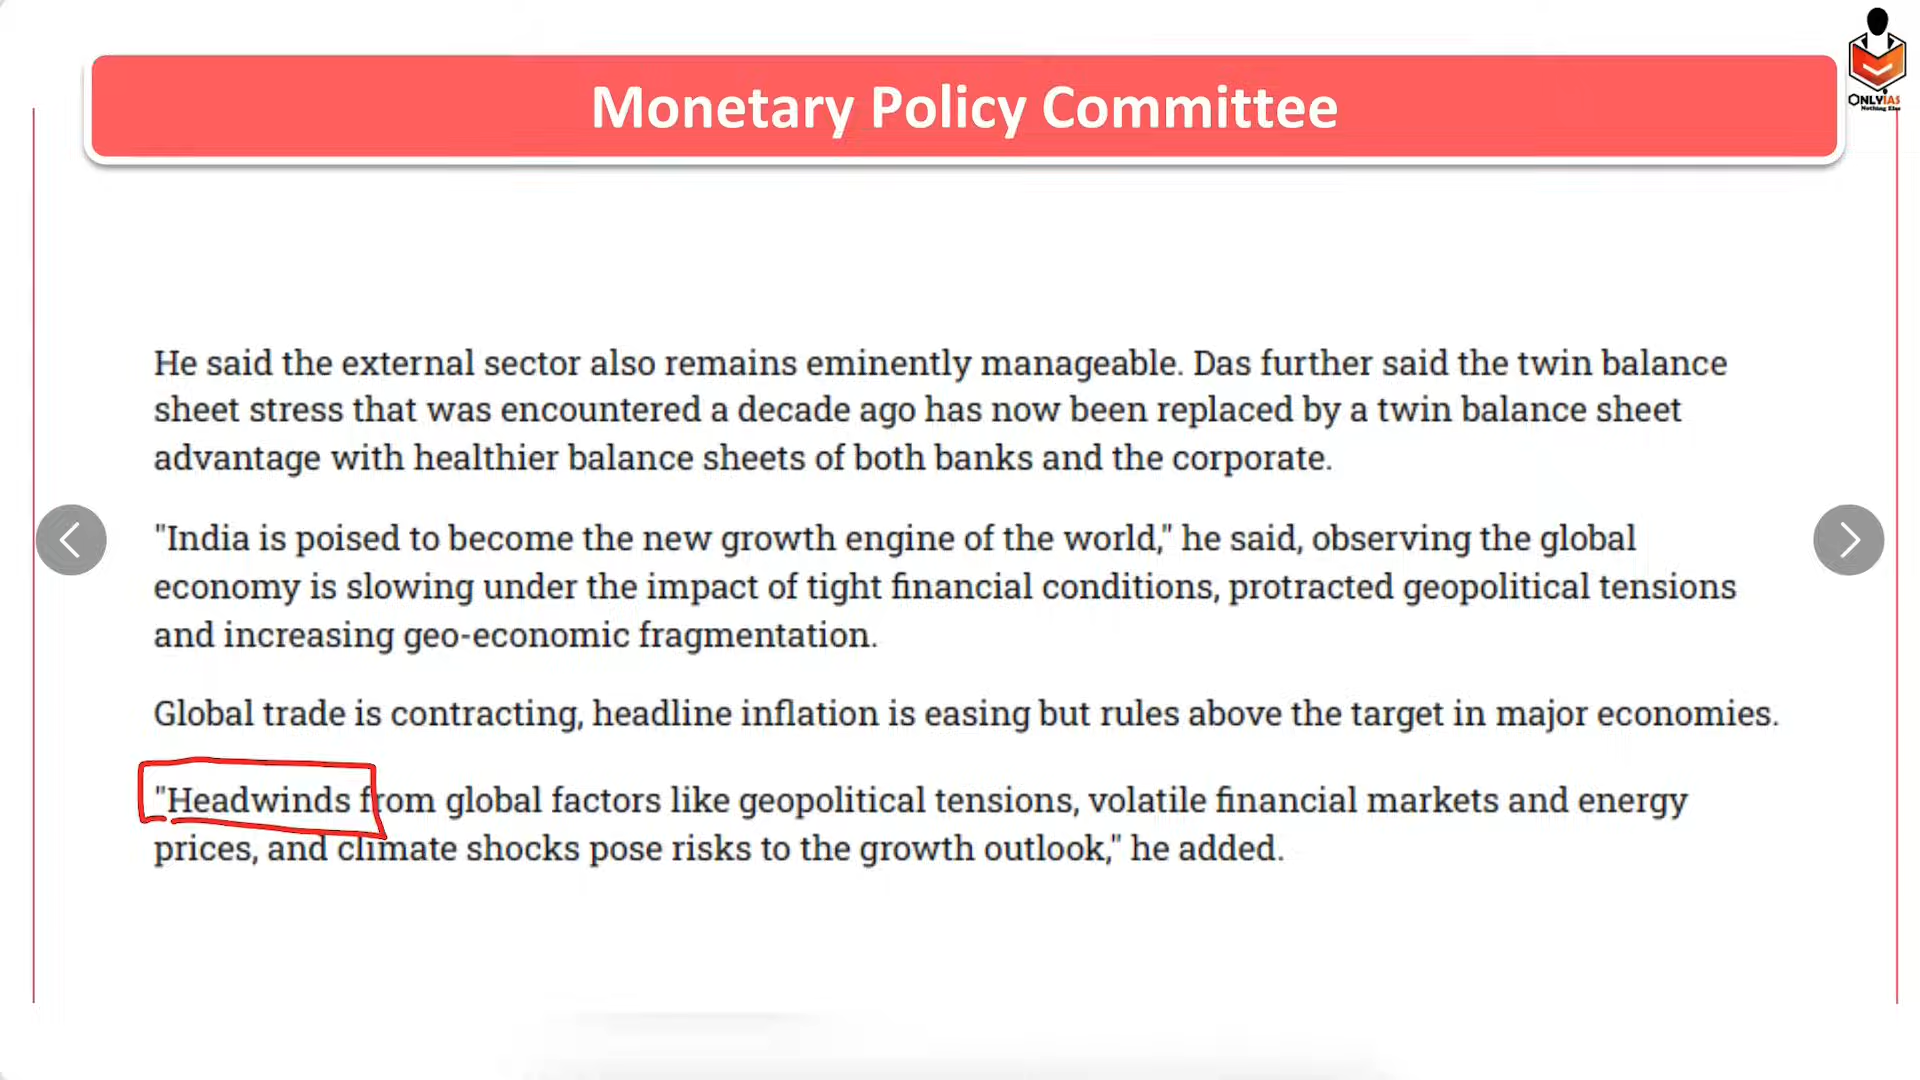 Monetary Policy Committee
ONLYIAS
Nothing Else
He said the external sector also remains eminently manageable. Das further said the twin balance
sheet stress that was encountered a decade ago has now been replaced by a twin balance sheet
advantage with healthier balance sheets of both banks and the corporate.
"India is poised to become the new growth engine of the world," he said, observing the global
economy is slowing under the impact of tight financial conditions, protracted geopolitical tensions
and increasing geo-economic fragmentation.
Global trade is contracting, headline inflation is easing but rules above the target in major economies.
"Headwinds from global factors like geopolitical tensions, volatile financial markets and energy
prices, and climate shocks pose risks to the growth outlook," he added.